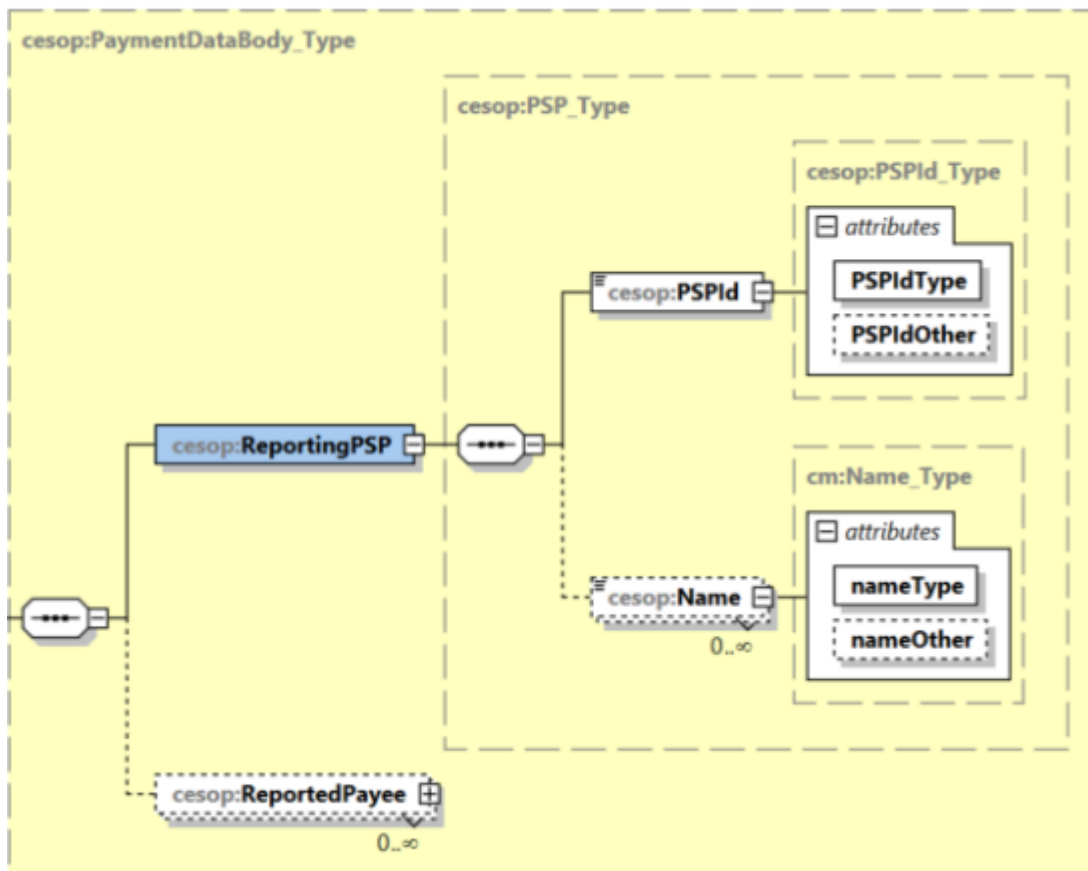 cesop:PaymentDataBody_Type
cesop:PSP_Type
cesop:PSPId_Type
attributes
PSPIdType
cesop:PSPId
PSPIdOther
cesop:ReportingPSP
cm:Name_Type
attributes
nameType
cesop:Name
nameOther
0..∞
cesop:ReportedPayee
0..∞